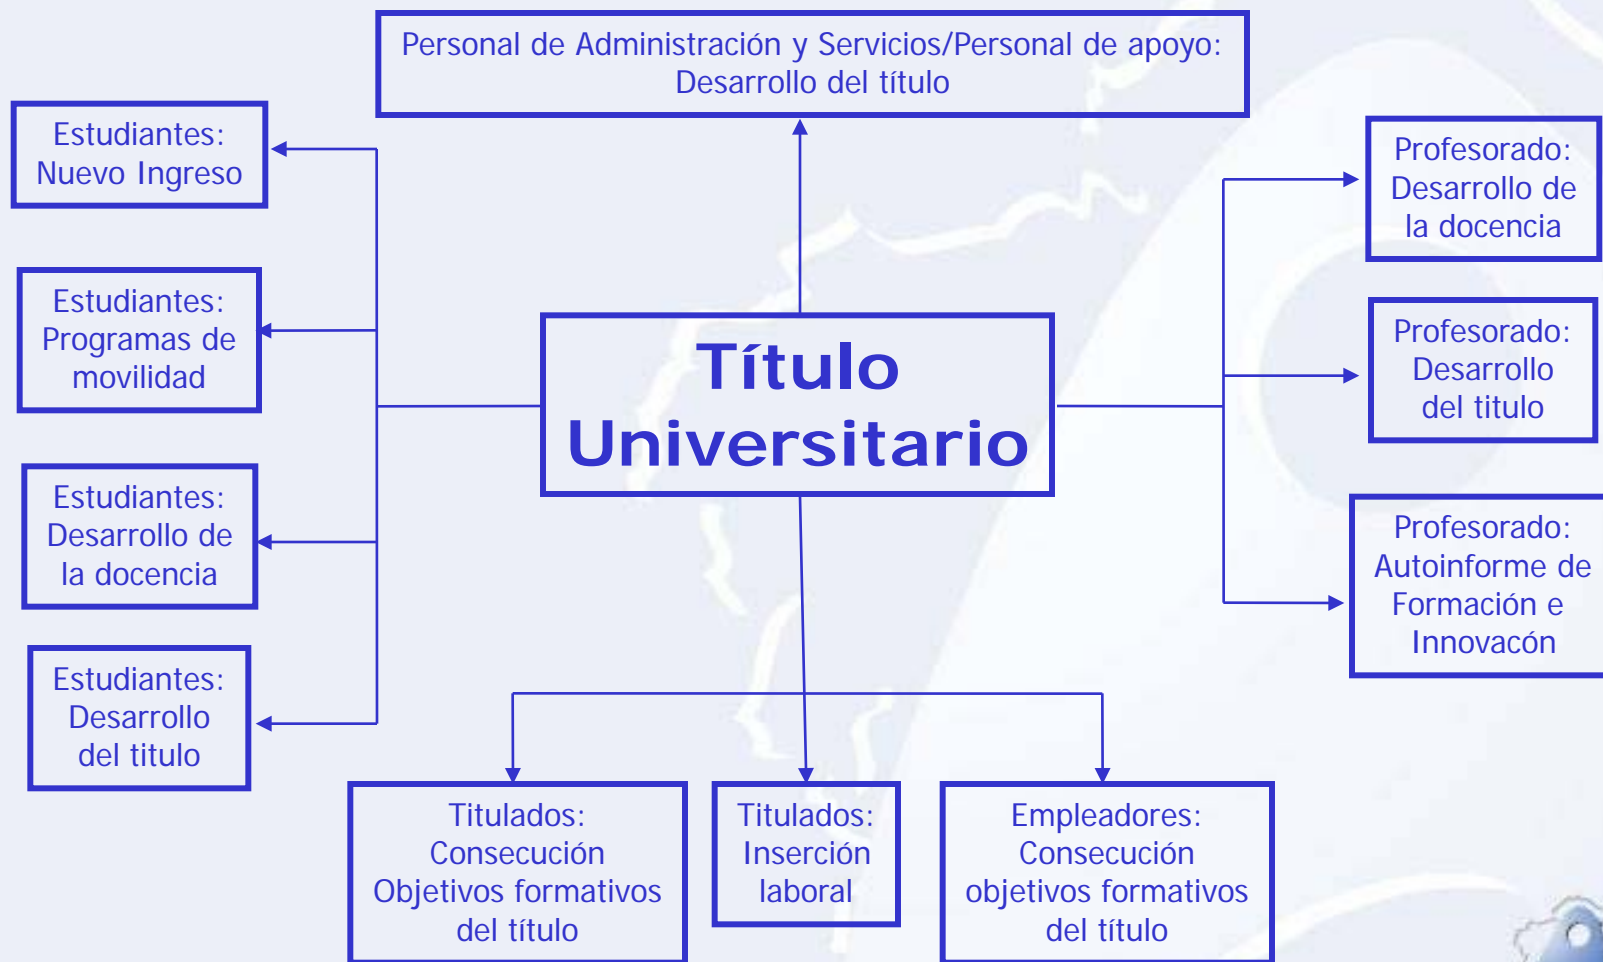 Personal de Administración y Servicios/Personal de apoyo:
Desarrollo del título
Estudiantes:
Nuevo Ingreso
Estudiantes:
Programas de
movilidad
Estudiantes:
Desarrollo de
la docencia
Estudiantes:
Desarrollo
del titulo
Título
Universitario
Profesorado:
Desarrollo de
la docencia
Profesorado:
Desarrollo
del titulo
Profesorado:
Autoinforme de
Formación e
Innovacón
Titulados:
Consecución
Objetivos formativos
del título
Titulados:
Inserción
laboral
Empleadores:
Consecución
objetivos formativos
del título